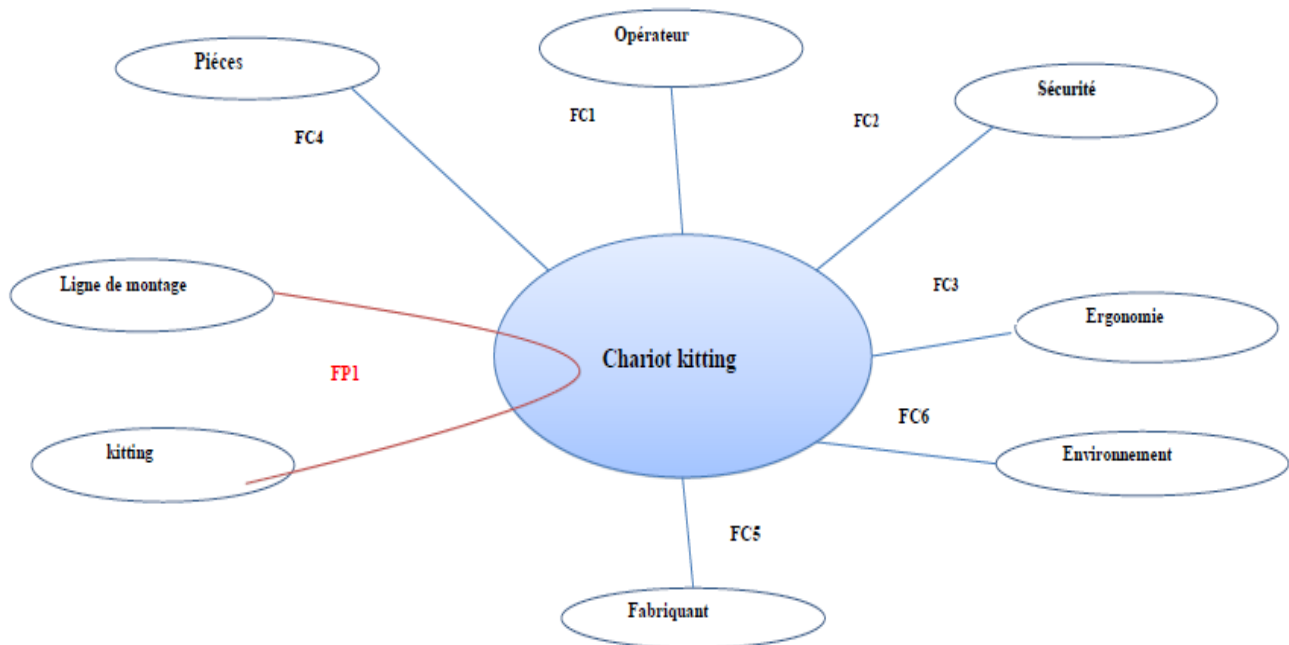 Opérateur
Piéces
Sécurité
FC1
FC2
FC4
Ligne de montage
FC3
Ergonomie
Chariot kitting
FP1
FC6
kitting
Environnement
FC5
Fabriquant